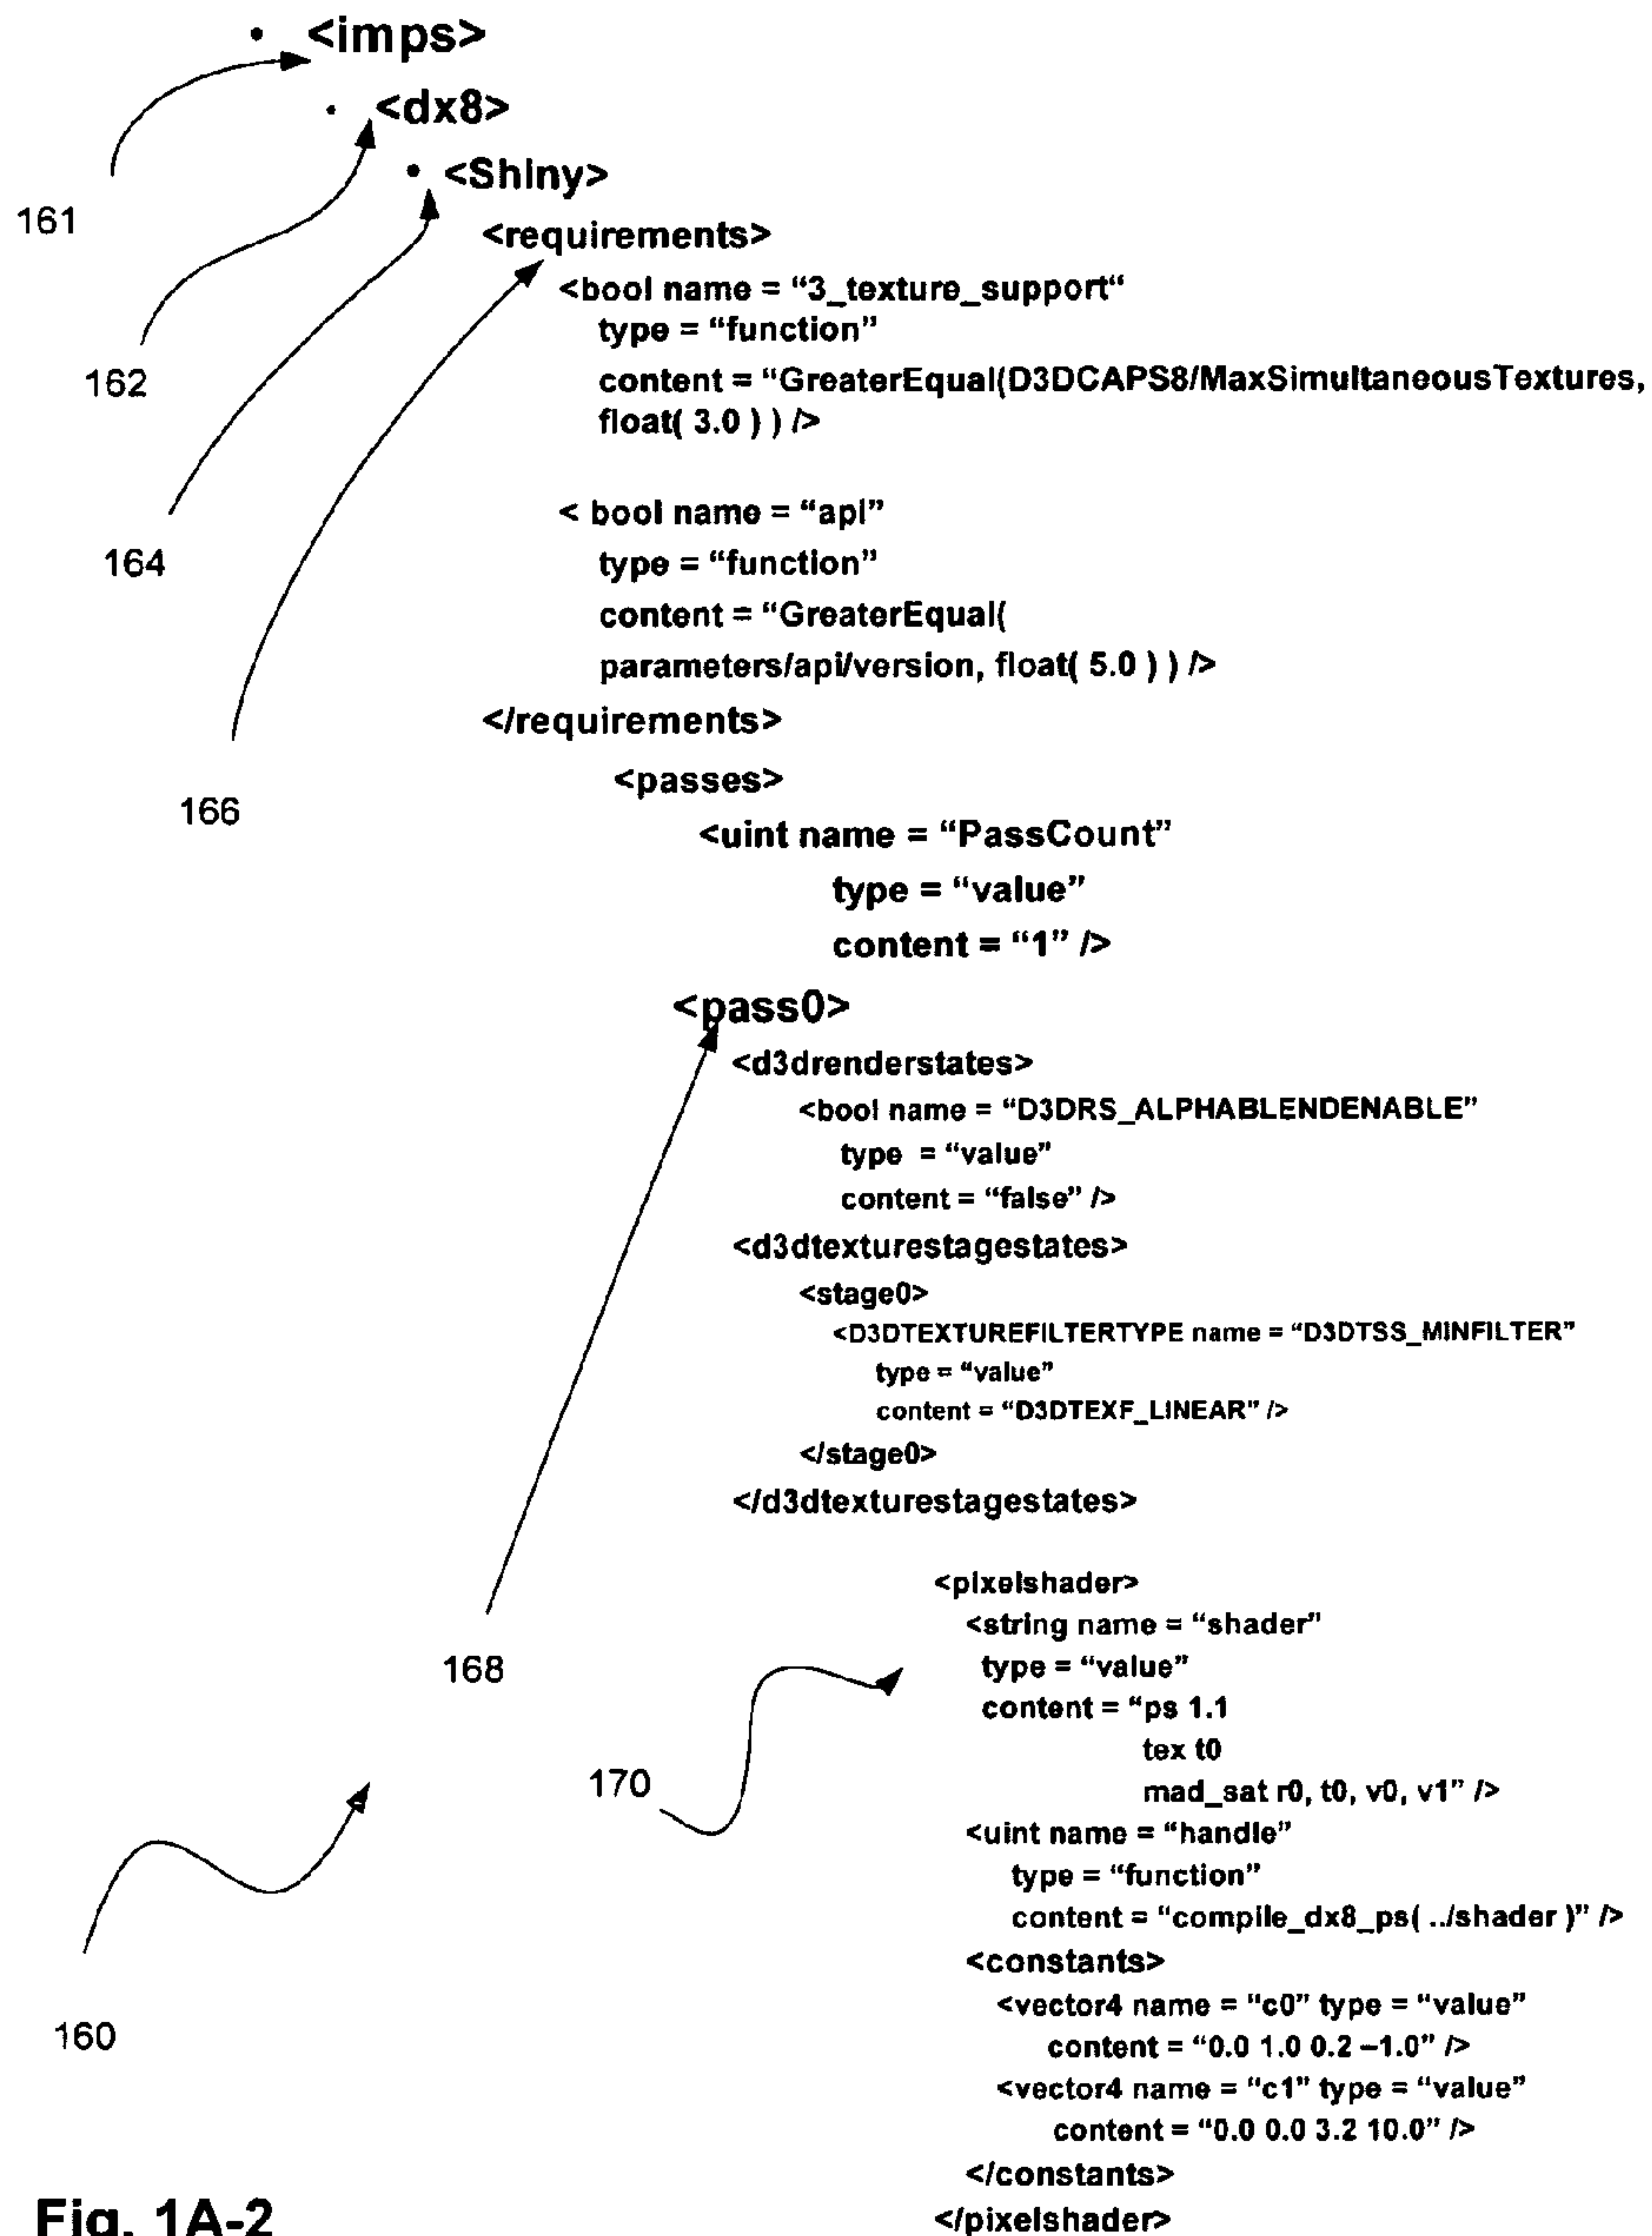 • <imps>
• <dx8>
• <Shiny>
161
<requirements>
<bool name = “3_texture_support“
type = “function”
162
content = “GreaterEqual(D3DCAPS8/MaxSimultaneousTextures,
float( 3.0 ) ) />
< bool name = “api”
164
type = “function”
content = “GreaterEqual(
parameters/api/version, float( 5.0 ) ) />
</requirements>
<passes>
166
<uint name = “PassCount”
type = “value”
content = “1” />
<pass0>
<d3drenderstates>
<bool name = “D3DRS_ALPHABLENDENABLE”
type = “value”
content = “false” />
<d3dtexturestagestates>
<stage0>
<D3DTEXTUREFILTERTYPE name = “D3DTSS_MINFILTER”
type = “value”
content = “D3DTEXF_LINEAR” />
</stage0>
</d3dtexturestagestates>
<pixelshader>
<string name = “shader”
168
type = “value”
content = “ps 1.1
tex t0
170
mad_sat r0, t0, v0, v1” />
<uint name = “handle”
type = “function”
content = “compile_dx8_ps( ../shader )” />
<constants>
<vector4 name = “c0” type = “value”
160
content = “0.0 1.0 0.2 –1.0” />
<vector4 name = “c1” type = “value”
content = “0.0 0.0 3.2 10.0” />
</constants>
Fig. 1A-2
</pixelshader>